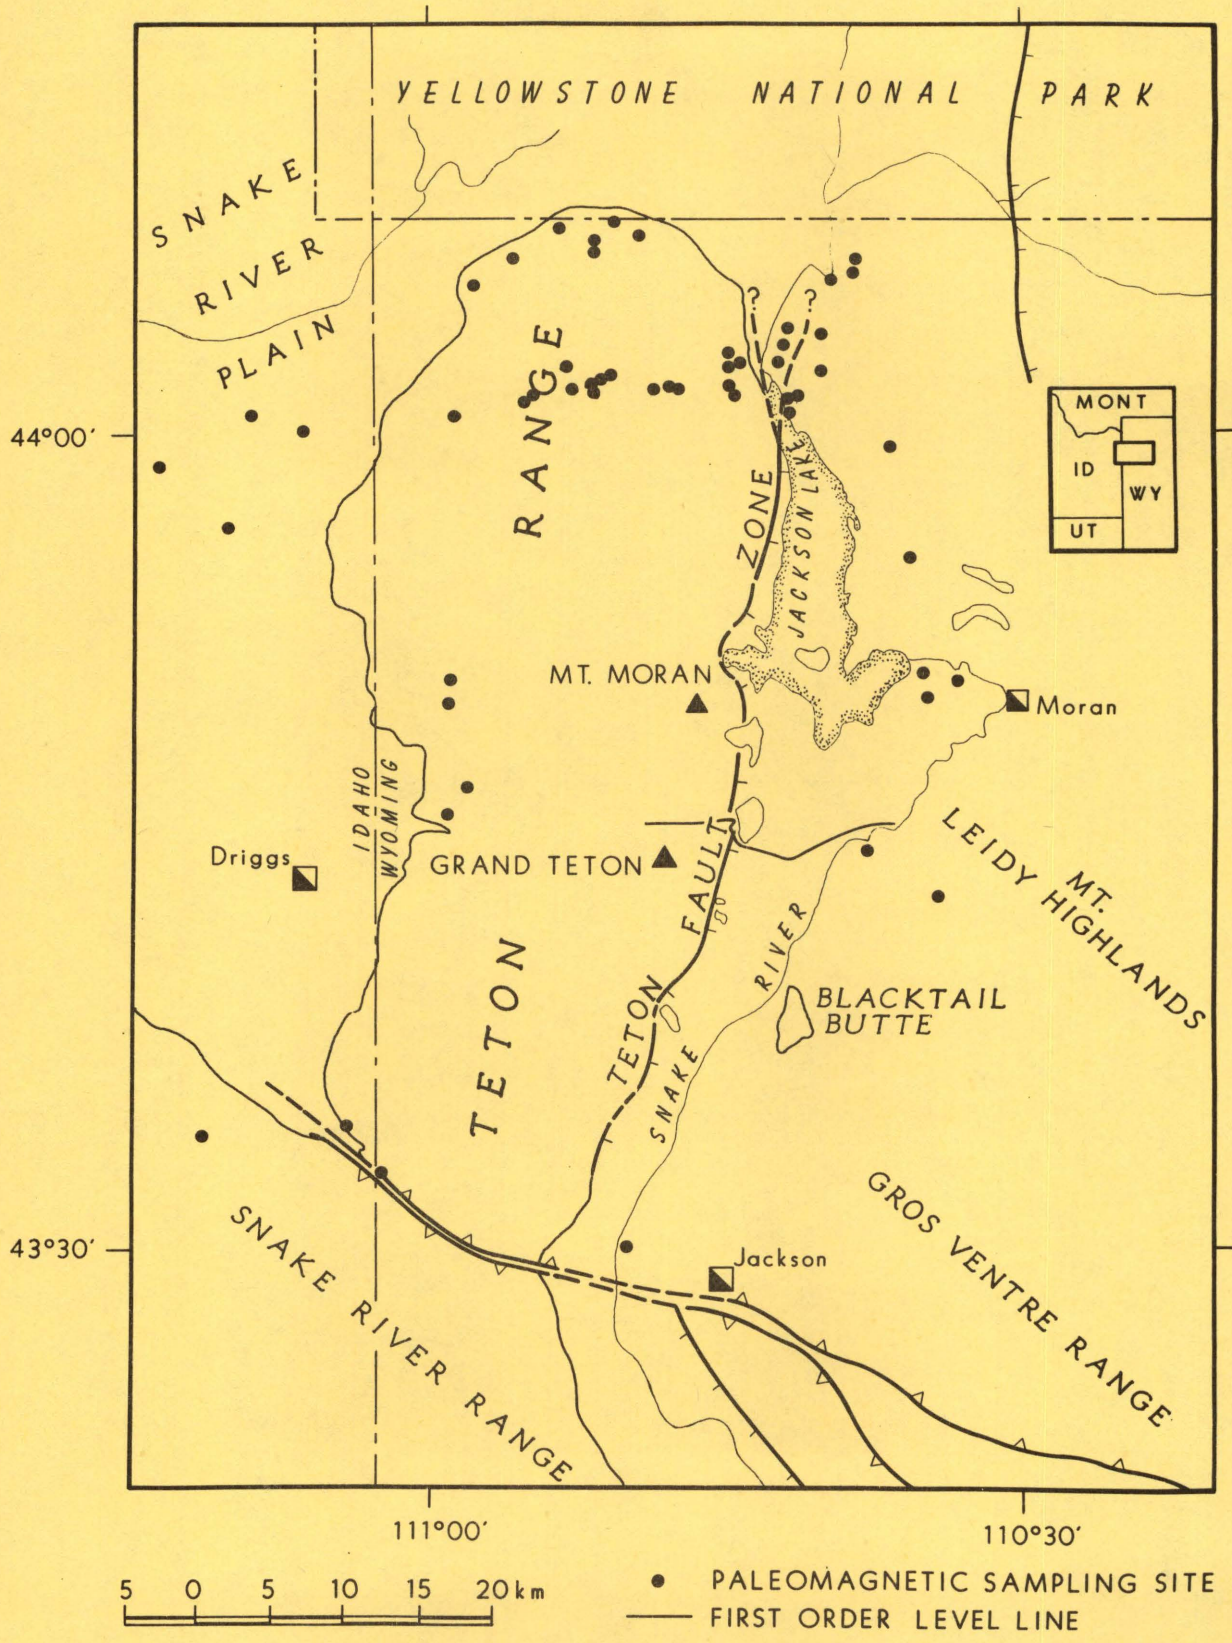 YELLOWSTONE NATIONAL PARK
SNAKE
RIVER
PLAIN
? ?
RANGE
MONT
ID
WY
UT
44°00'
ZONE
JACKSON LAKE
MT. MORAN
Moran
IDAHO
WYOMING
Driggs
GRAND TETON
FAULT
LEIDY HIGHLANDS
MT.
RIVER
BLACKTAIL
BUTTE
TETON
TETON
SNAKE
43°30'
SNAKE RIVER RANGE
Jackson
GROS VENTRE RANGE
111°00'
110°30'
5 0 5 10 15 20 km
PALEOMAGNETIC SAMPLING SITE
FIRST ORDER LEVEL LINE